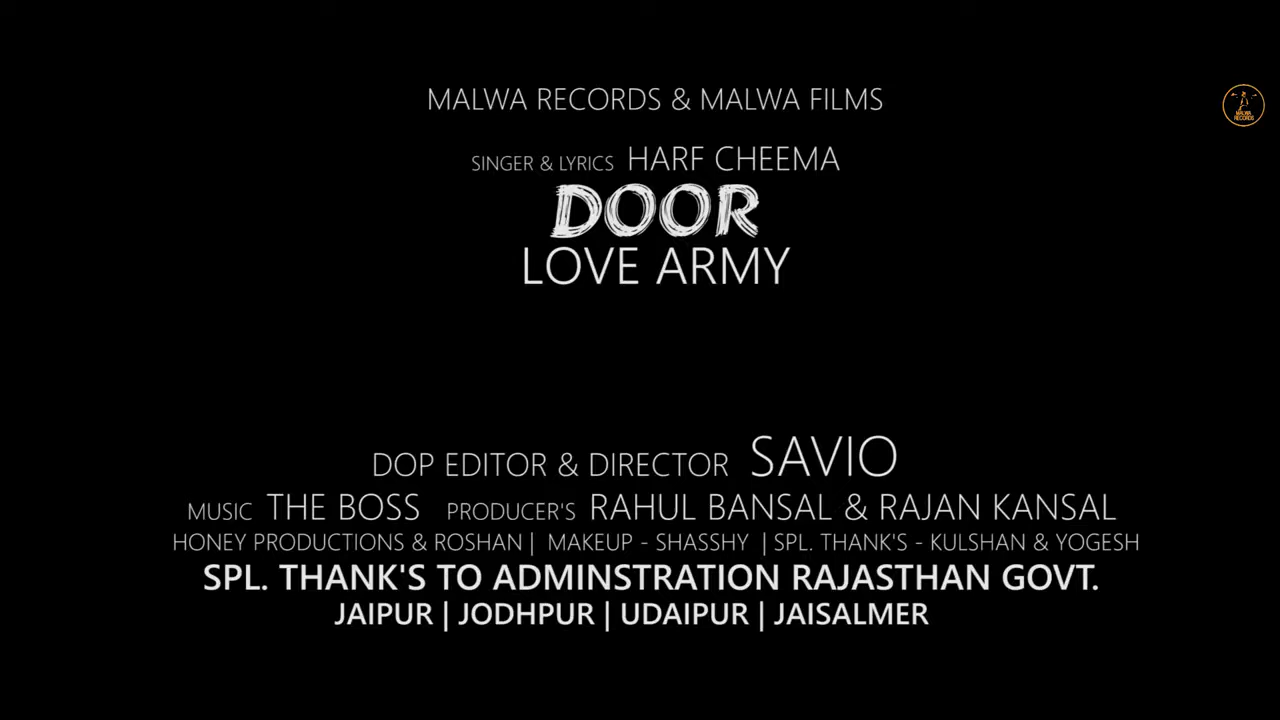 MALWA RECORDS & MALWA FILMS
MALWA
RECORDS
SINGER & LYRICS HARF CHEEMA
DOOR
LOVE ARMY
DOP EDITOR & DIRECTOR SAVIO
MUSIC THE BOSS PRODUCER'S RAHUL BANSAL & RAJAN KANSAL
HONEY PRODUCTIONS & ROSHAN | MAKEUP - SHASSHY | SPL. THANK'S - KULSHAN & YOGESH
SPL. THANK'S TO ADMINSTRATION RAJASTHAN GOVT.
JAIPUR | JODHPUR | UDAIPUR | JAISALMER